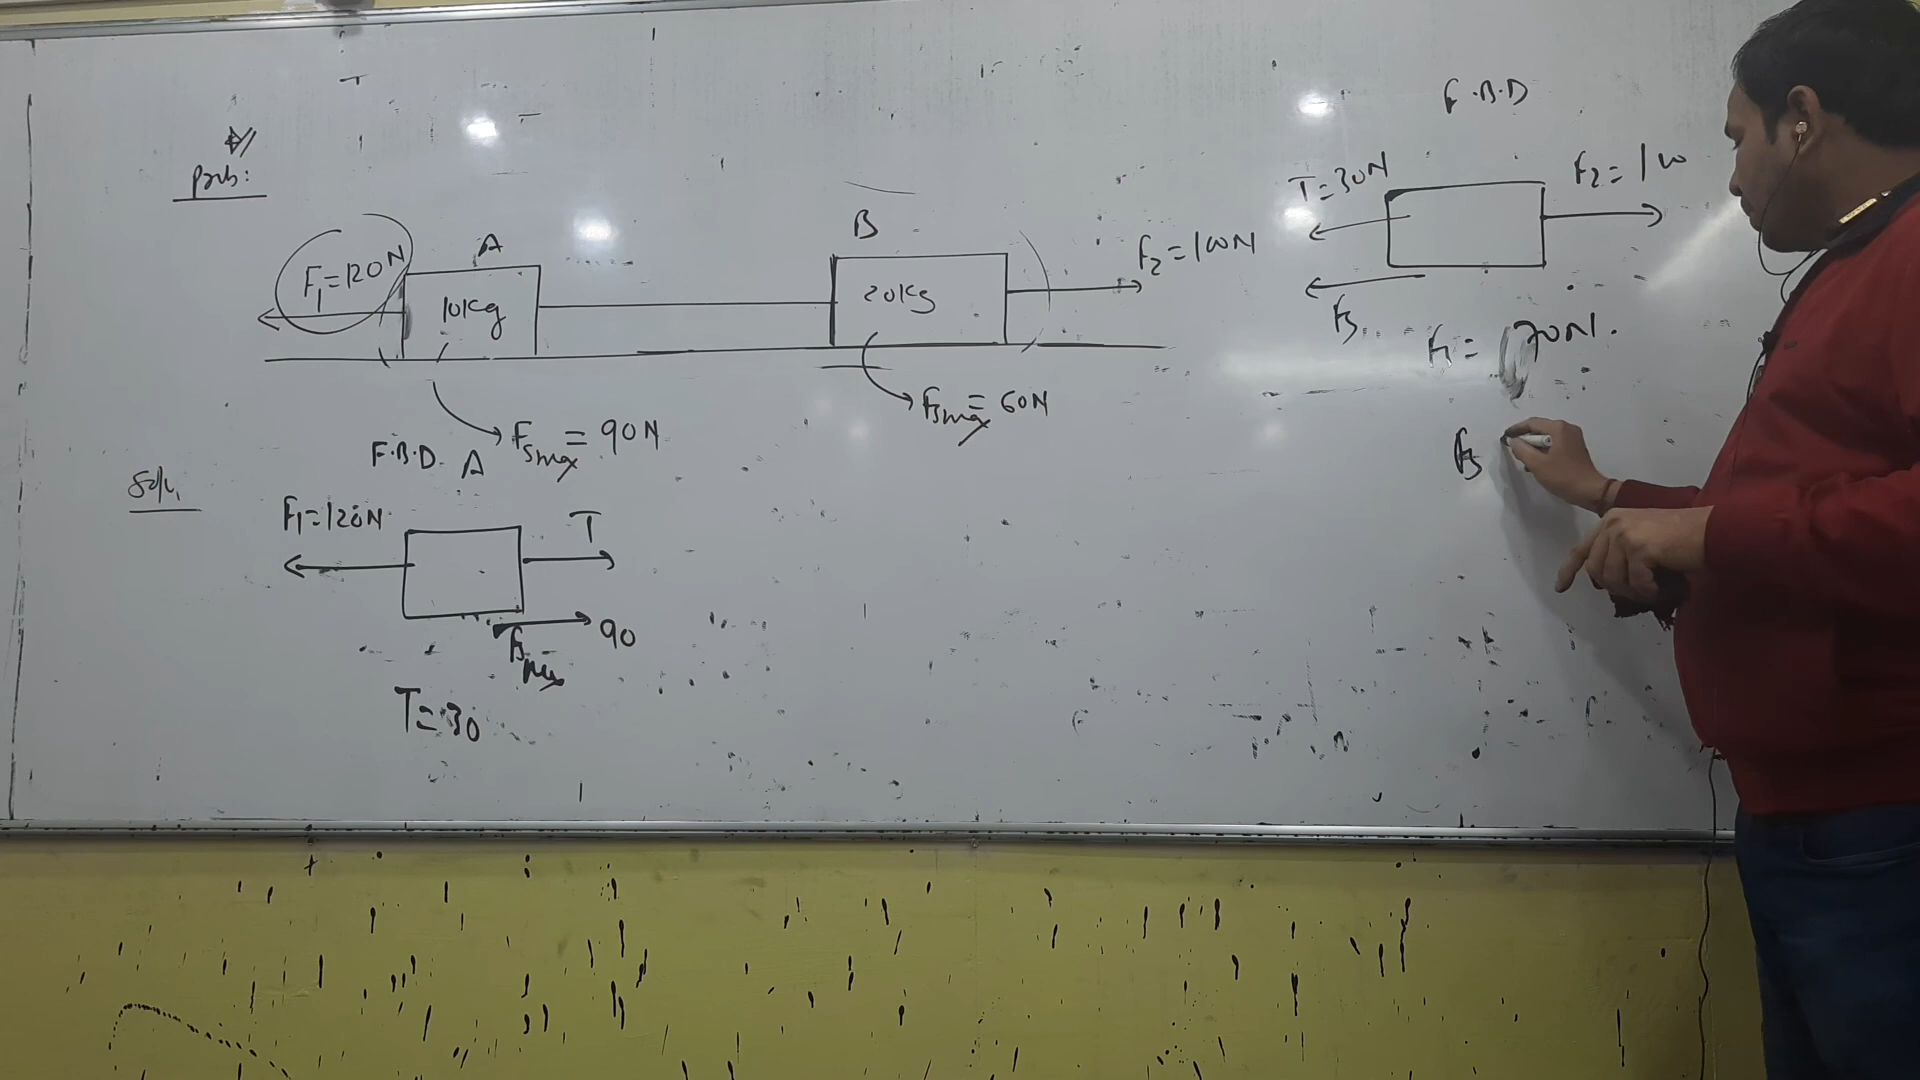 Prob:
F1 = 120N
A
10Kg
B
20Kg
F2 = 100N
Fsmax = 90N
Fsmax = 60N
Soln
F.B.D. A
F1=120N
T
Fsmax
90
T = 30
F.B.D
T = 30N
F2 = 100
Fs
= 70N.
Fs